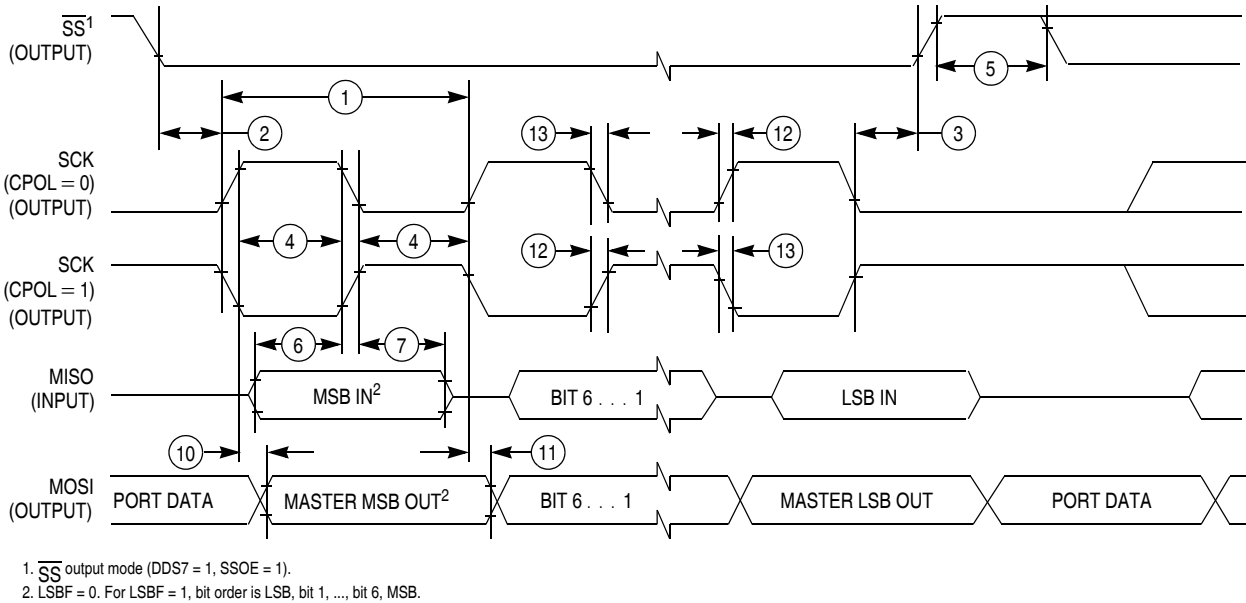 SS¹
(OUTPUT)
5
1
2
13
12
3
SCK
(CPOL = 0)
(OUTPUT)
4
4
12
13
SCK
(CPOL = 1)
(OUTPUT)
6
7
MISO
(INPUT)
MSB IN²
BIT 6 . . . 1
LSB IN
10
11
MOSI
(OUTPUT)
PORT DATA
MASTER MSB OUT²
BIT 6 . . . 1
MASTER LSB OUT
PORT DATA
1. SS output mode (DDS7 = 1, SSOE = 1).
2. LSBF = 0. For LSBF = 1, bit order is LSB, bit 1, ..., bit 6, MSB.